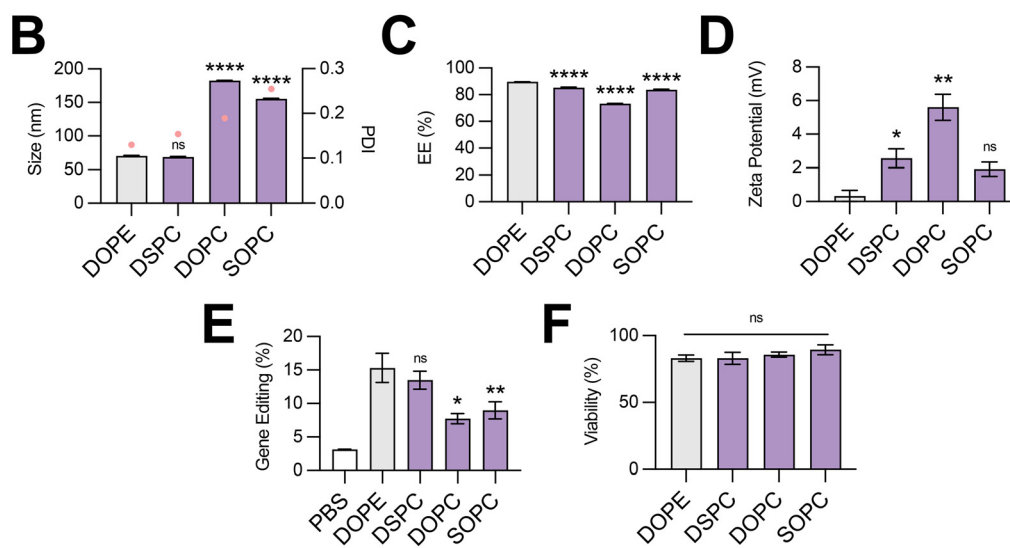 B
Size (nm)
200
150
100
50
0
ns
****
****
0.3
0.2
0.1
0.0
PDI
DOPE
DSPC
DOPC
SOPC
C
EE (%)
100
80
60
40
20
0
****
****
****
DOPE
DSPC
DOPC
SOPC
D
Zeta Potential (mV)
8
6
4
2
0
*
**
ns
DOPE
DSPC
DOPC
SOPC
E
Gene Editing (%)
20
15
10
5
0
ns
*
**
PBS
DOPE
DSPC
DOPC
SOPC
F
Viability (%)
100
50
0
ns
DOPE
DSPC
DOPC
SOPC